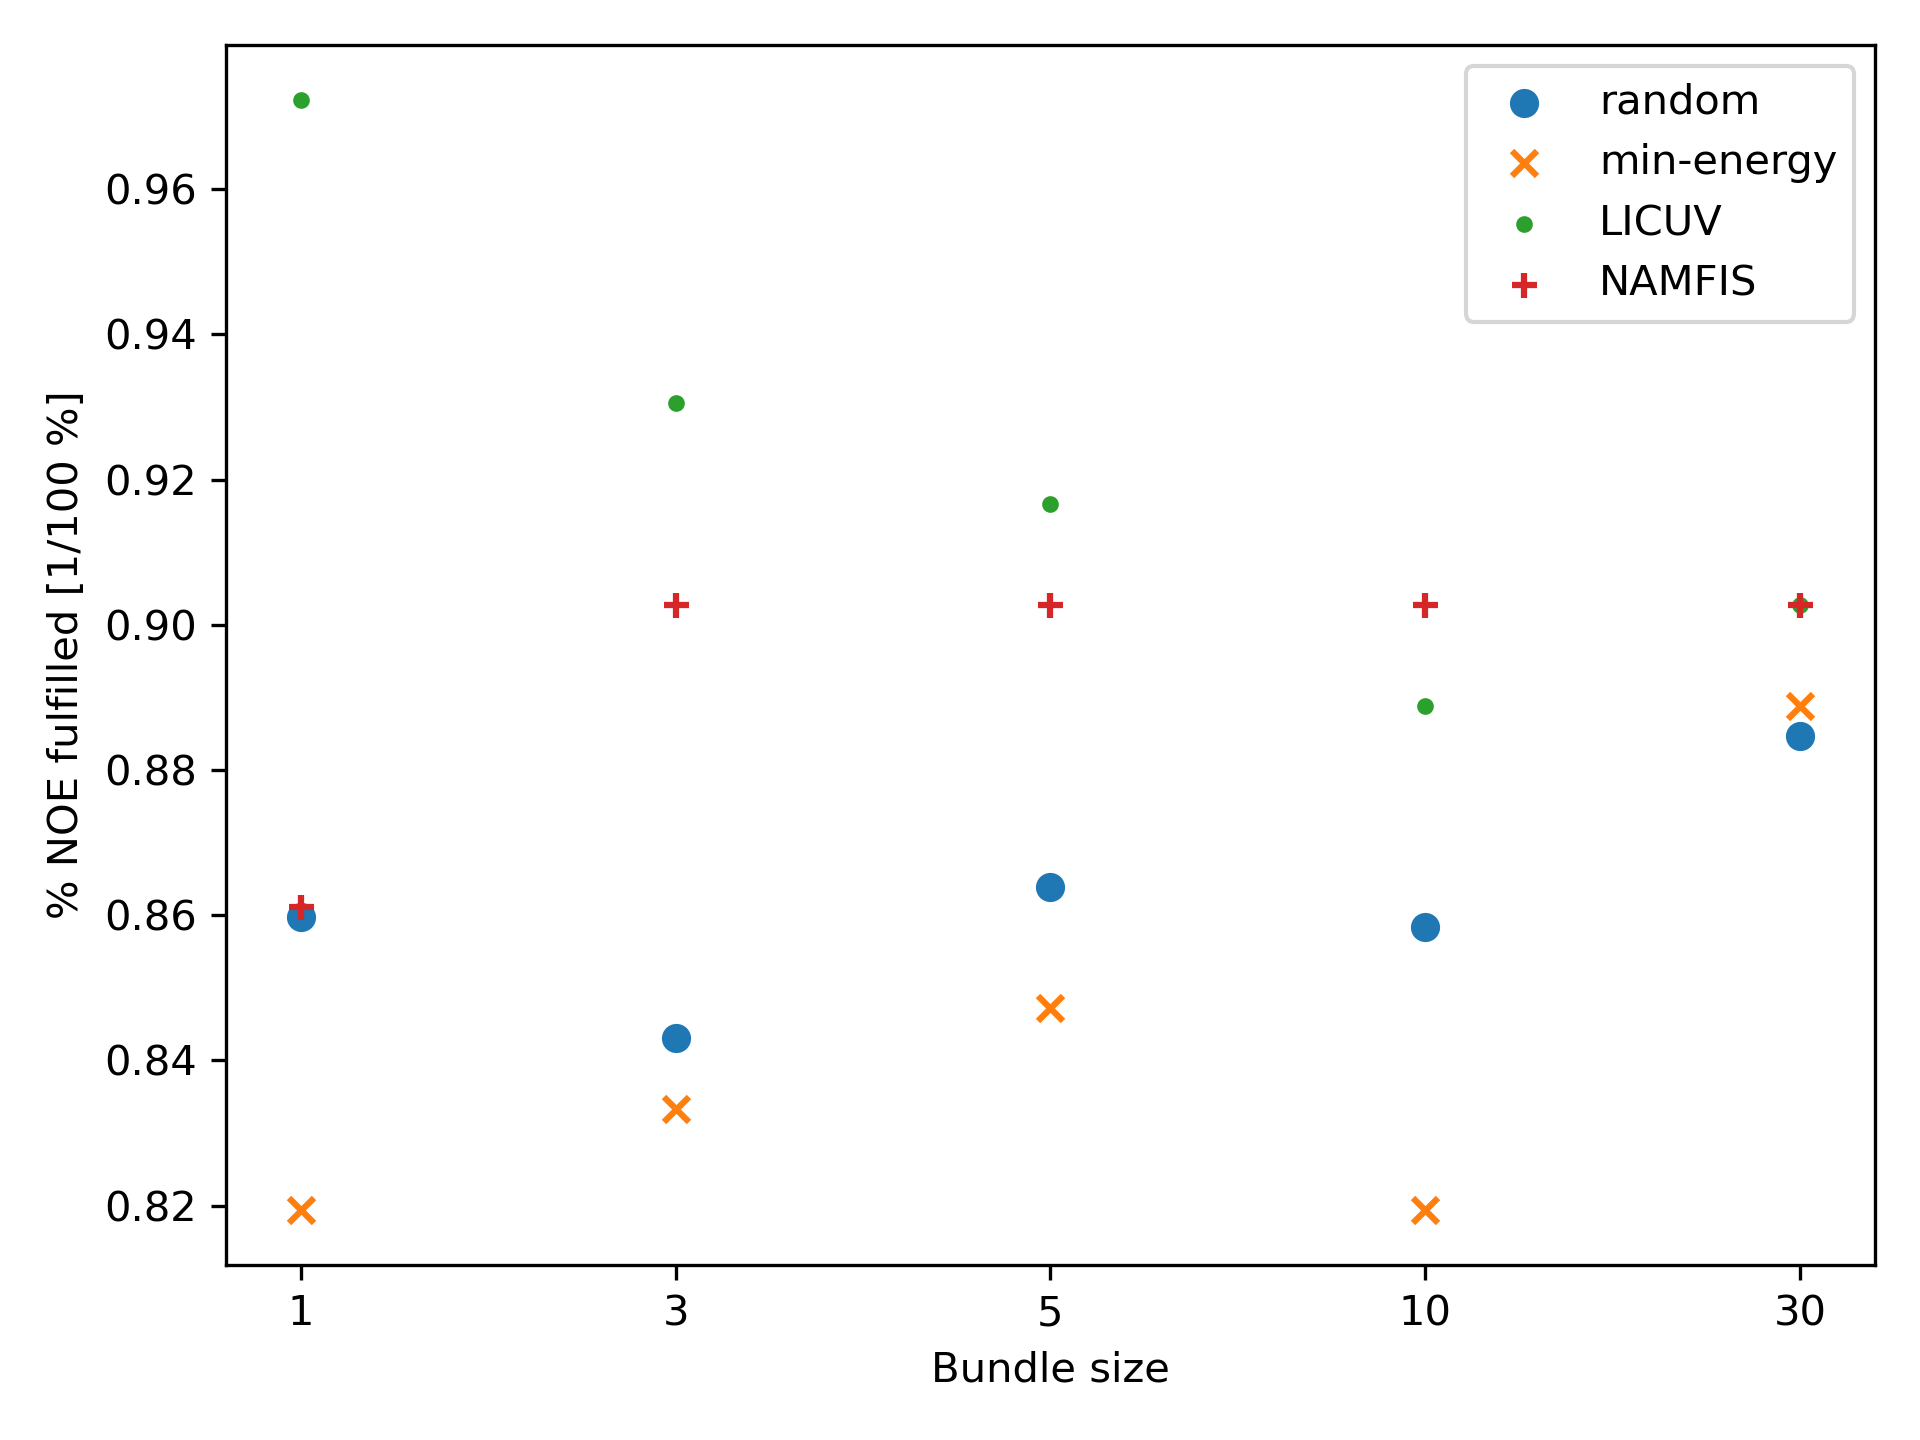 random
min-energy
LICUV
NAMFIS
0.96
0.94
0.92
0.90
0.88
0.86
0.84
0.82
% NOE fulfilled [1/100 %]
1 3 5 10 30
Bundle size